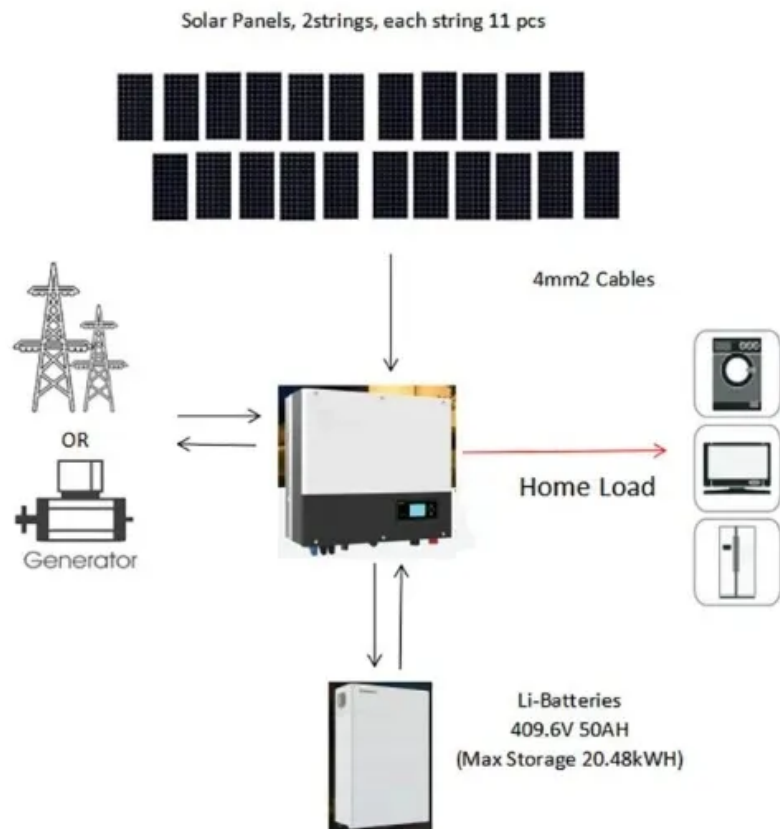 Solar Panels, 2strings, each string 11 pcs
4mm2 Cables
OR
Generator
Home Load
Li-Batteries
409.6V 50AH
(Max Storage 20.48kWH)